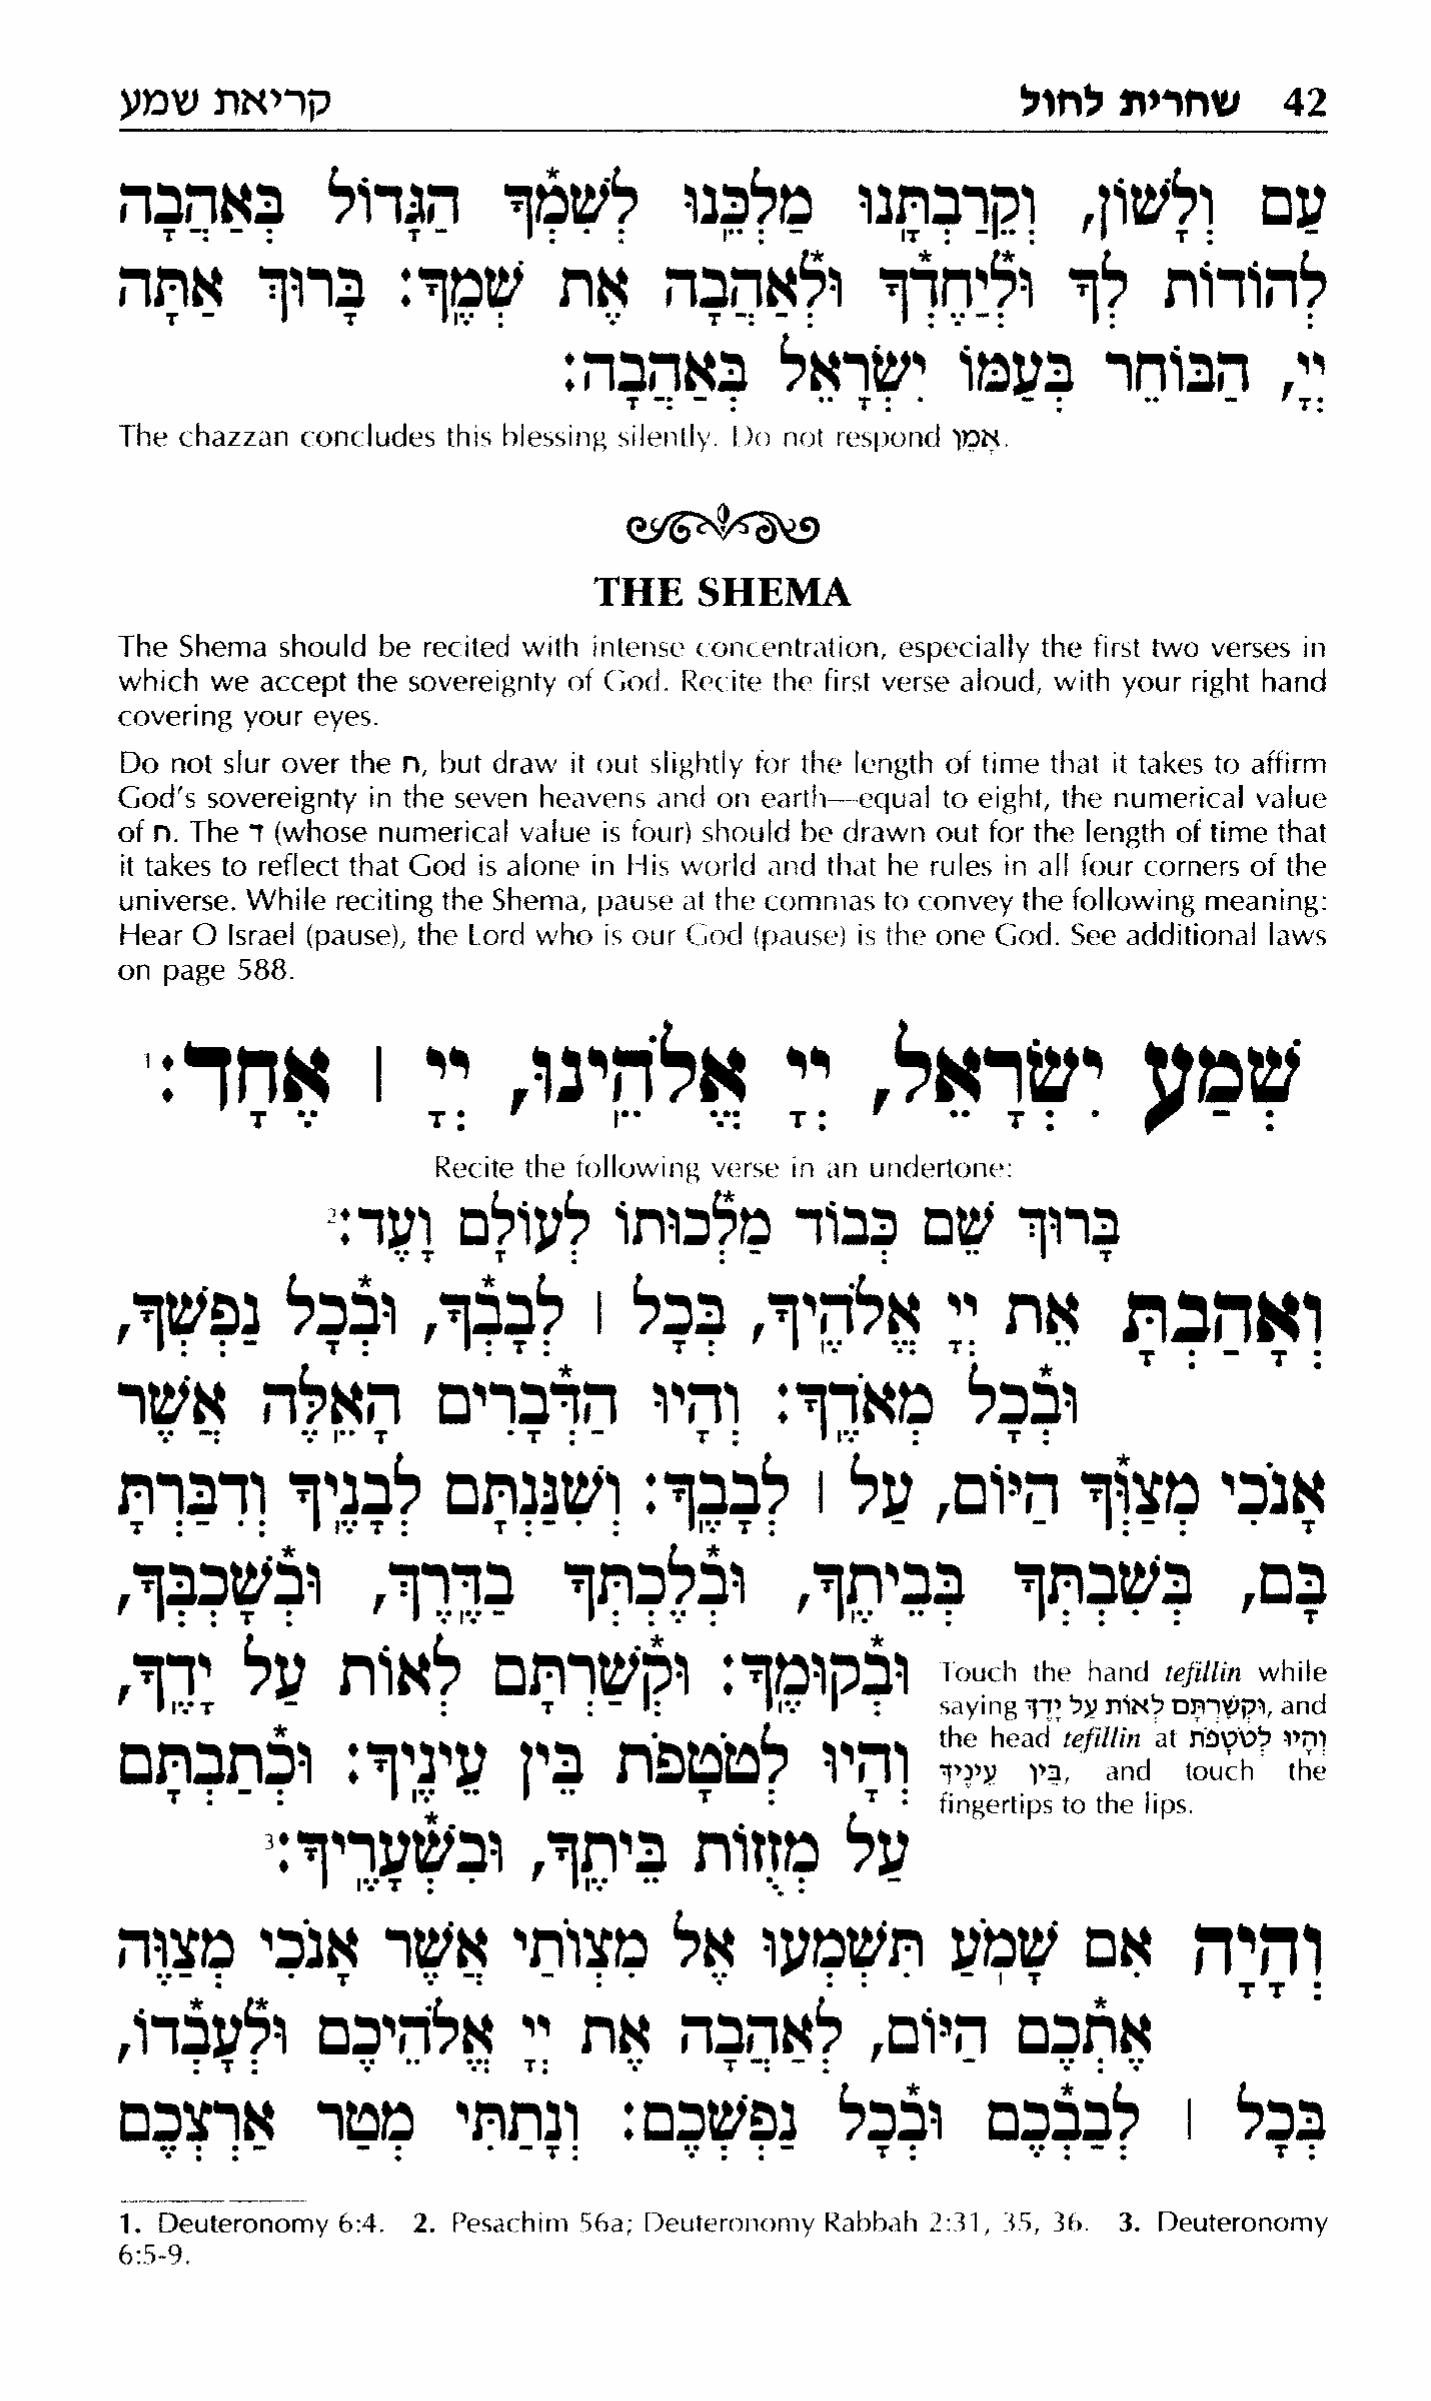 42 שחרית לחול קריאת שמע
עַם וְלָשׁוֹן, וְקֵרַבְתָּנוּ מַלְכֵּנוּ לְשִׁמְךָ הַגָּדוֹל בְּאַהֲבָה
לְהוֹדוֹת לְךָ וּלְיַחֶדְךָ וּלְאַהֲבָה אֶת שְׁמֶךָ: בָּרוּךְ אַתָּה
יְיָ, הַבּוֹחֵר בְּעַמּוֹ יִשְׂרָאֵל בְּאַהֲבָה:
The chazzan concludes this blessing silently. Do not respond אָמֵן.
THE SHEMA
The Shema should be recited with intense concentration, especially the first two verses in
which we accept the sovereignty of God. Recite the first verse aloud, with your right hand
covering your eyes.
Do not slur over the ח, but draw it out slightly for the length of time that it takes to affirm
God's sovereignty in the seven heavens and on earth—equal to eight, the numerical value
of ח. The ד (whose numerical value is four) should be drawn out for the length of time that
it takes to reflect that God is alone in His world and that he rules in all four corners of the
universe. While reciting the Shema, pause at the commas to convey the following meaning:
Hear O Israel (pause), the Lord who is our God (pause) is the one God. See additional laws
on page 588.
שְׁמַע יִשְׂרָאֵל, יְיָ אֱלֹהֵינוּ, יְיָ | אֶחָד:1
Recite the following verse in an undertone:
בָּרוּךְ שֵׁם כְּבוֹד מַלְכוּתוֹ לְעוֹלָם וָעֶד:2
וְאָהַבְתָּ אֵת יְיָ אֱלֹהֶיךָ, בְּכָל | לְבָבְךָ, וּבְכָל נַפְשְׁךָ,
וּבְכָל מְאֹדֶךָ: וְהָיוּ הַדְּבָרִים הָאֵלֶּה אֲשֶׁר
אָנֹכִי מְצַוְּךָ הַיּוֹם, עַל | לְבָבֶךָ: וְשִׁנַּנְתָּם לְבָנֶיךָ וְדִבַּרְתָּ
בָּם, בְּשִׁבְתְּךָ בְּבֵיתֶךָ, וּבְלֶכְתְּךָ בַדֶּרֶךְ, וּבְשָׁכְבְּךָ,
וּבְקוּמֶךָ: וּקְשַׁרְתָּם לְאוֹת עַל יָדֶךָ,
וְהָיוּ לְטֹטָפֹת בֵּין עֵינֶיךָ: וּכְתַבְתָּם
עַל מְזֻזוֹת בֵּיתֶךָ, וּבִשְׁעָרֶיךָ:3
Touch the hand tefillin while
saying וּקְשַׁרְתָּם לְאוֹת עַל יָדֶךָ, and
the head tefillin at וְהָיוּ לְטֹטָפֹת
בֵּין עֵינֶיךָ, and touch the
fingertips to the lips.
וְהָיָה אִם שָׁמֹעַ תִּשְׁמְעוּ אֶל מִצְוֹתַי אֲשֶׁר אָנֹכִי מְצַוֶּה
אֶתְכֶם הַיּוֹם, לְאַהֲבָה אֶת יְיָ אֱלֹהֵיכֶם וּלְעָבְדוֹ,
בְּכָל | לְבַבְכֶם וּבְכָל נַפְשְׁכֶם: וְנָתַתִּי מְטַר אַרְצְכֶם
1. Deuteronomy 6:4. 2. Pesachim 56a; Deuteronomy Rabbah 2:31, 35, 36. 3. Deuteronomy
6:5-9.